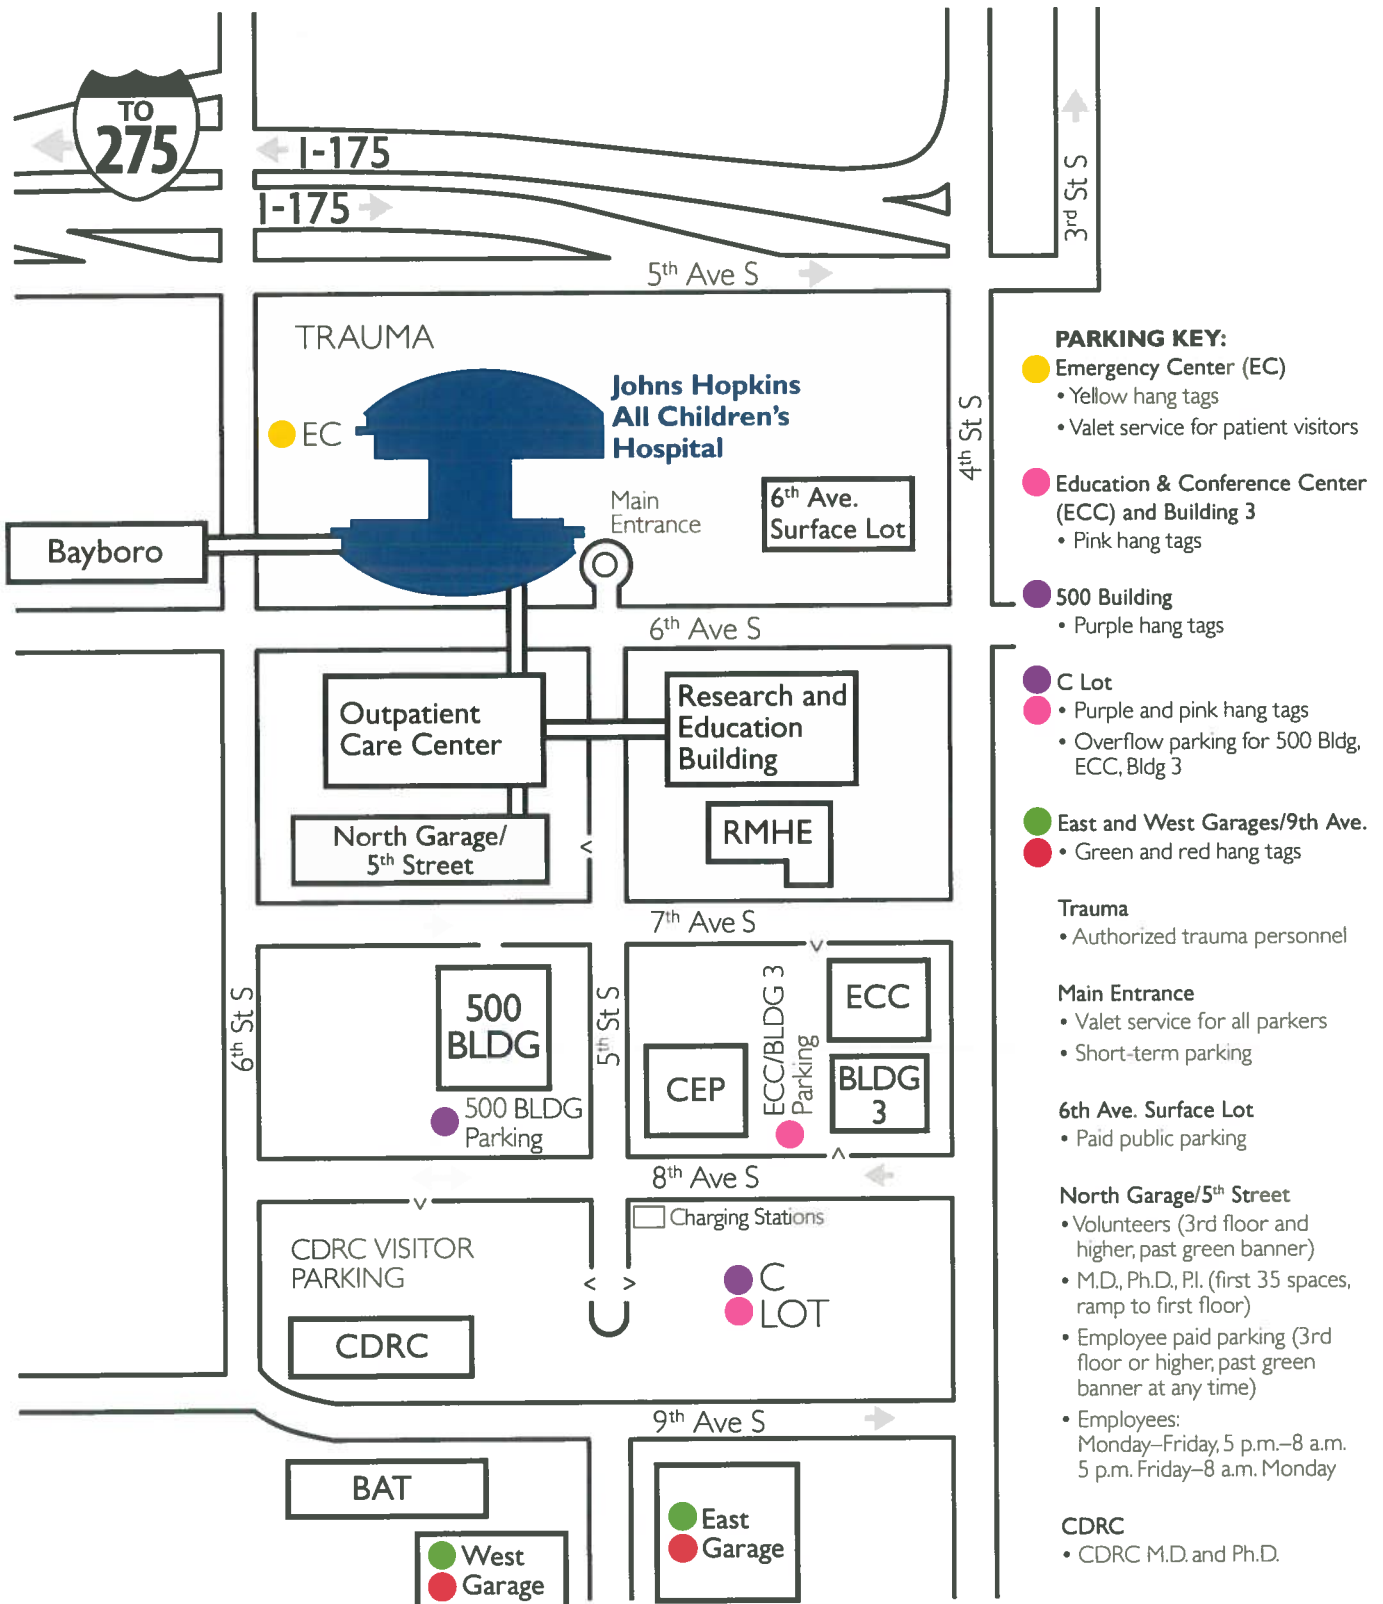 TO
275
I-175
I-175
3rd St S
5th Ave S
TRAUMA
Johns Hopkins
All Children's
Hospital
EC
4th St S
Main
Entrance
6th Ave.
Surface Lot
Bayboro
6th Ave S
Outpatient
Care Center
Research and
Education
Building
North Garage/
5th Street
RMHE
<
7th Ave S
6th St S
500
BLDG
500 BLDG
Parking
5th St S
CEP
ECC/BLDG 3
Parking
ECC
BLDG
3
8th Ave S
Charging Stations
CDRC VISITOR
PARKING
< >
C
LOT
CDRC
9th Ave S
BAT
West
Garage
East
Garage
PARKING KEY:
Emergency Center (EC)
• Yellow hang tags
• Valet service for patient visitors
Education & Conference Center
(ECC) and Building 3
• Pink hang tags
500 Building
• Purple hang tags
C Lot
• Purple and pink hang tags
• Overflow parking for 500 Bldg,
ECC, Bldg 3
East and West Garages/9th Ave.
• Green and red hang tags
Trauma
• Authorized trauma personnel
Main Entrance
• Valet service for all parkers
• Short-term parking
6th Ave. Surface Lot
• Paid public parking
North Garage/5th Street
• Volunteers (3rd floor and
higher, past green banner)
• M.D., Ph.D., P.I. (first 35 spaces,
ramp to first floor)
• Employee paid parking (3rd
floor or higher, past green
banner at any time)
• Employees:
Monday–Friday, 5 p.m.–8 a.m.
5 p.m. Friday–8 a.m. Monday
CDRC
• CDRC M.D. and Ph.D.